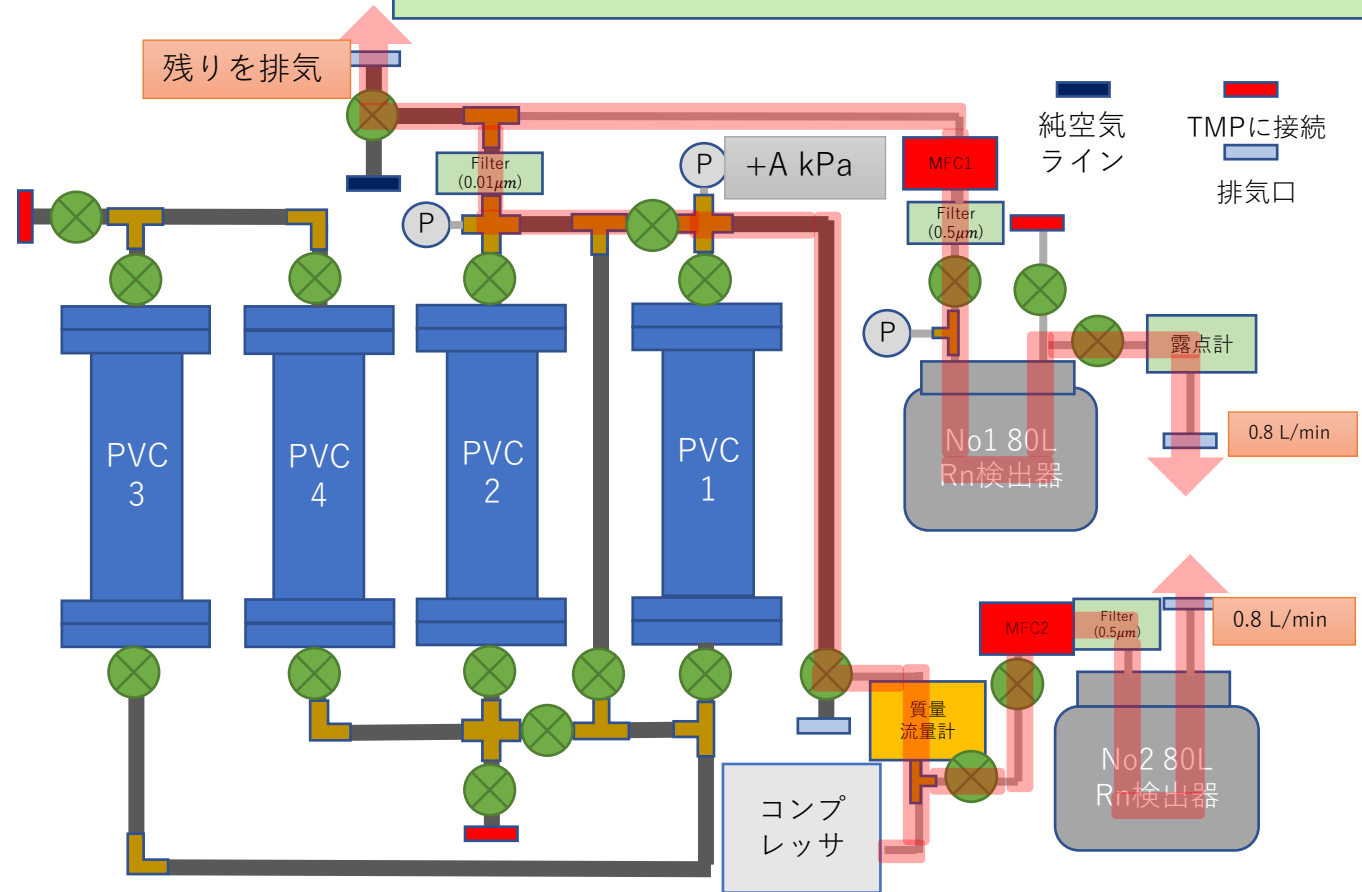 残りを排気
Filter
(0.01μm)
P
+A kPa
P
MFC1
Filter
(0.5μm)
純空気
ライン
TMPに接続
排気口
P
露点計
0.8 L/min
No1 80L
Rn検出器
PVC
3
PVC
4
PVC
2
PVC
1
MFC2
Filter
(0.5μm)
0.8 L/min
質量
流量計
No2 80L
Rn検出器
コンプ
レッサ